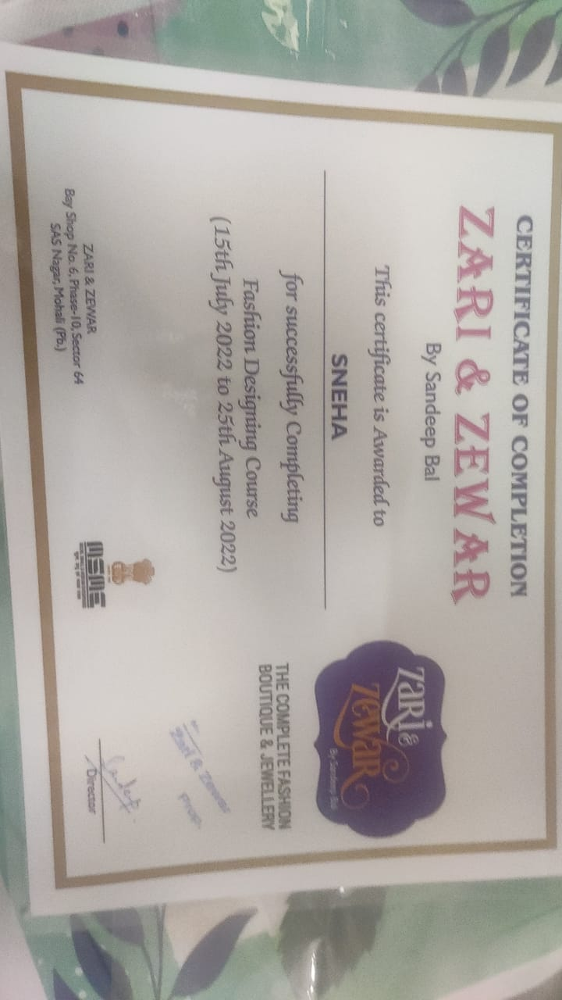 CERTIFICATE OF COMPLETION
ZARI & ZEWAR
By Sandeep Bal
This certificate is Awarded to
SNEHA
for successfully Completing
Fashion Designing Course
(15th July 2022 to 25th August 2022)
ZARI & ZEWAR
By Sandeep Bal
THE COMPLETE FASHION
BOUTIQUE & JEWELLERY
Zari & Zewar
Prop.
ZARI & ZEWAR
Bay Shop No. 6, Phase-10, Sector 64
SAS Nagar, Mohali (Pb.)
MSME
Director